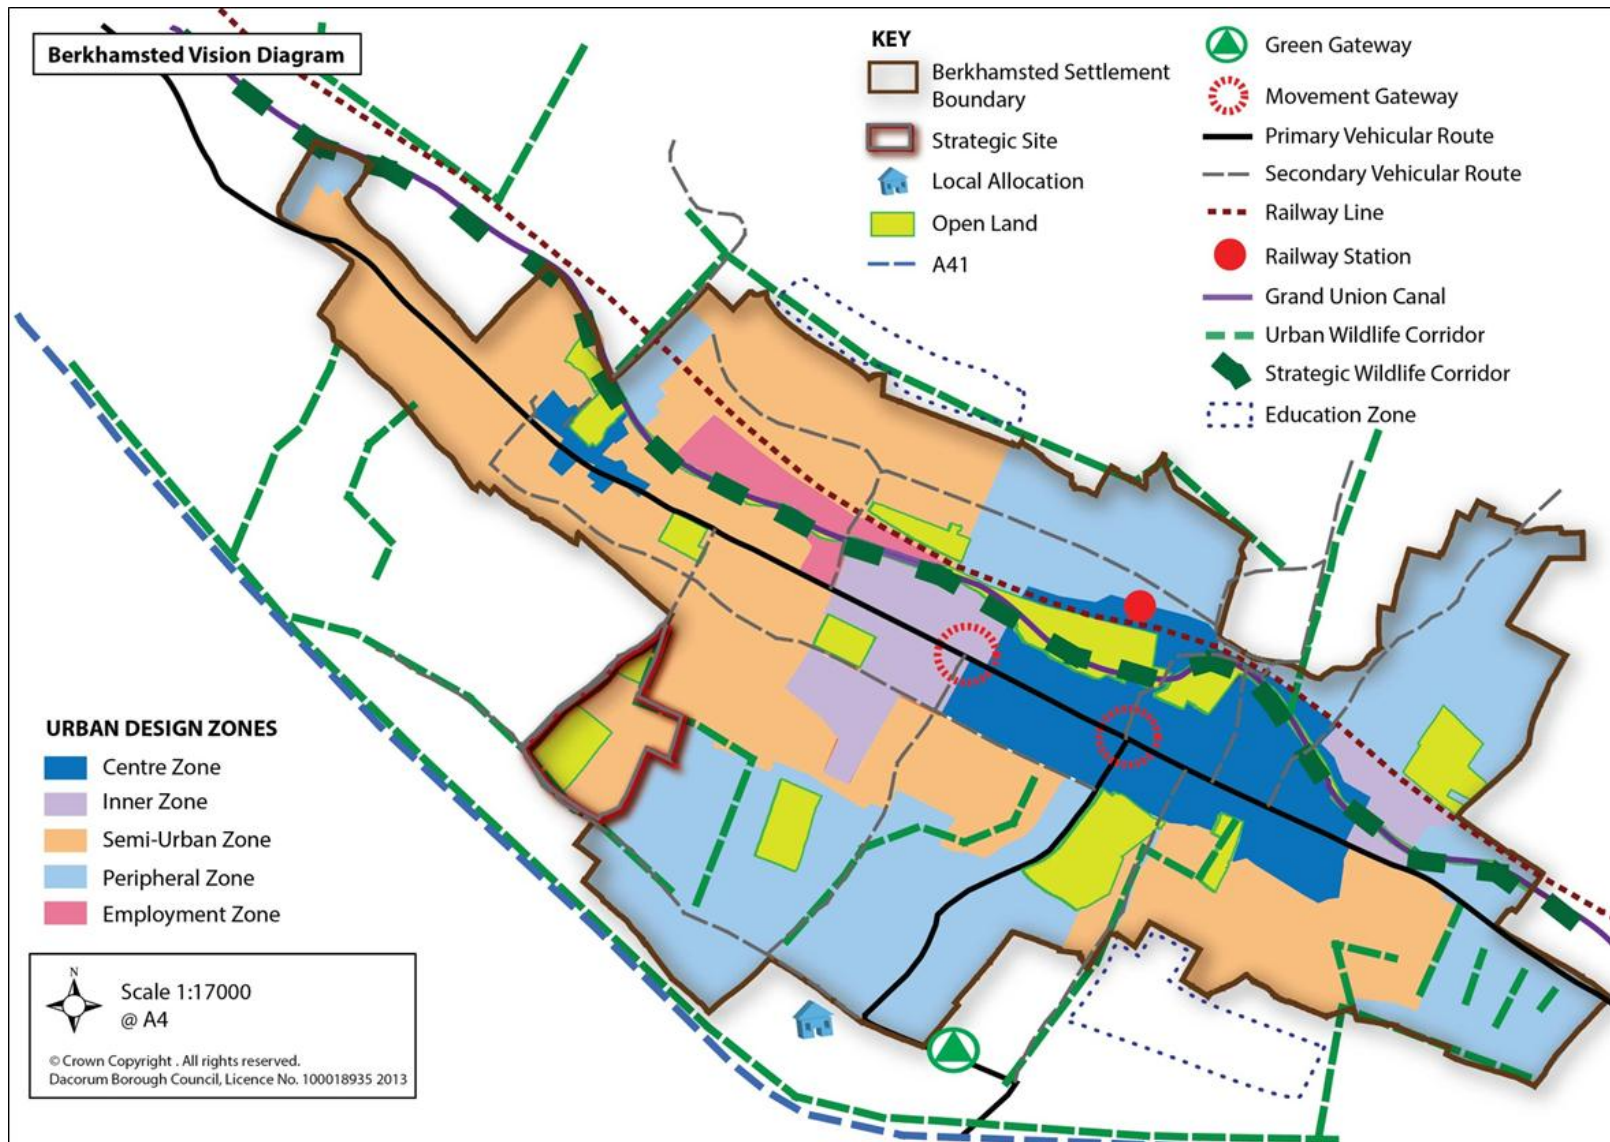 Berkhamsted Vision Diagram
KEY
Berkhamsted Settlement
Boundary
Strategic Site
Local Allocation
Open Land
A41
Green Gateway
Movement Gateway
Primary Vehicular Route
Secondary Vehicular Route
Railway Line
Railway Station
Grand Union Canal
Urban Wildlife Corridor
Strategic Wildlife Corridor
Education Zone
URBAN DESIGN ZONES
Centre Zone
Inner Zone
Semi-Urban Zone
Peripheral Zone
Employment Zone
N
Scale 1:17000
@ A4
© Crown Copyright . All rights reserved.
Dacorum Borough Council, Licence No. 100018935 2013